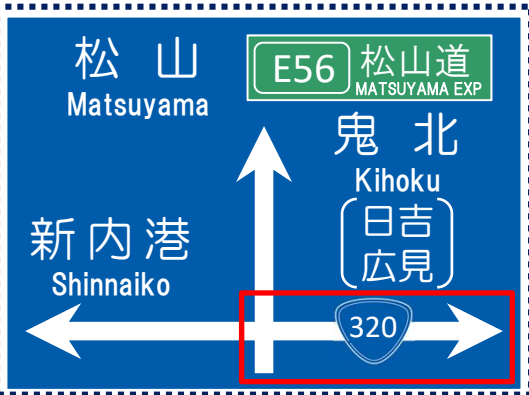 松山
Matsuyama
E56 松山道
MATSUYAMA EXP
鬼北
Kihoku
日吉
広見
新内港
Shinnaiko
320